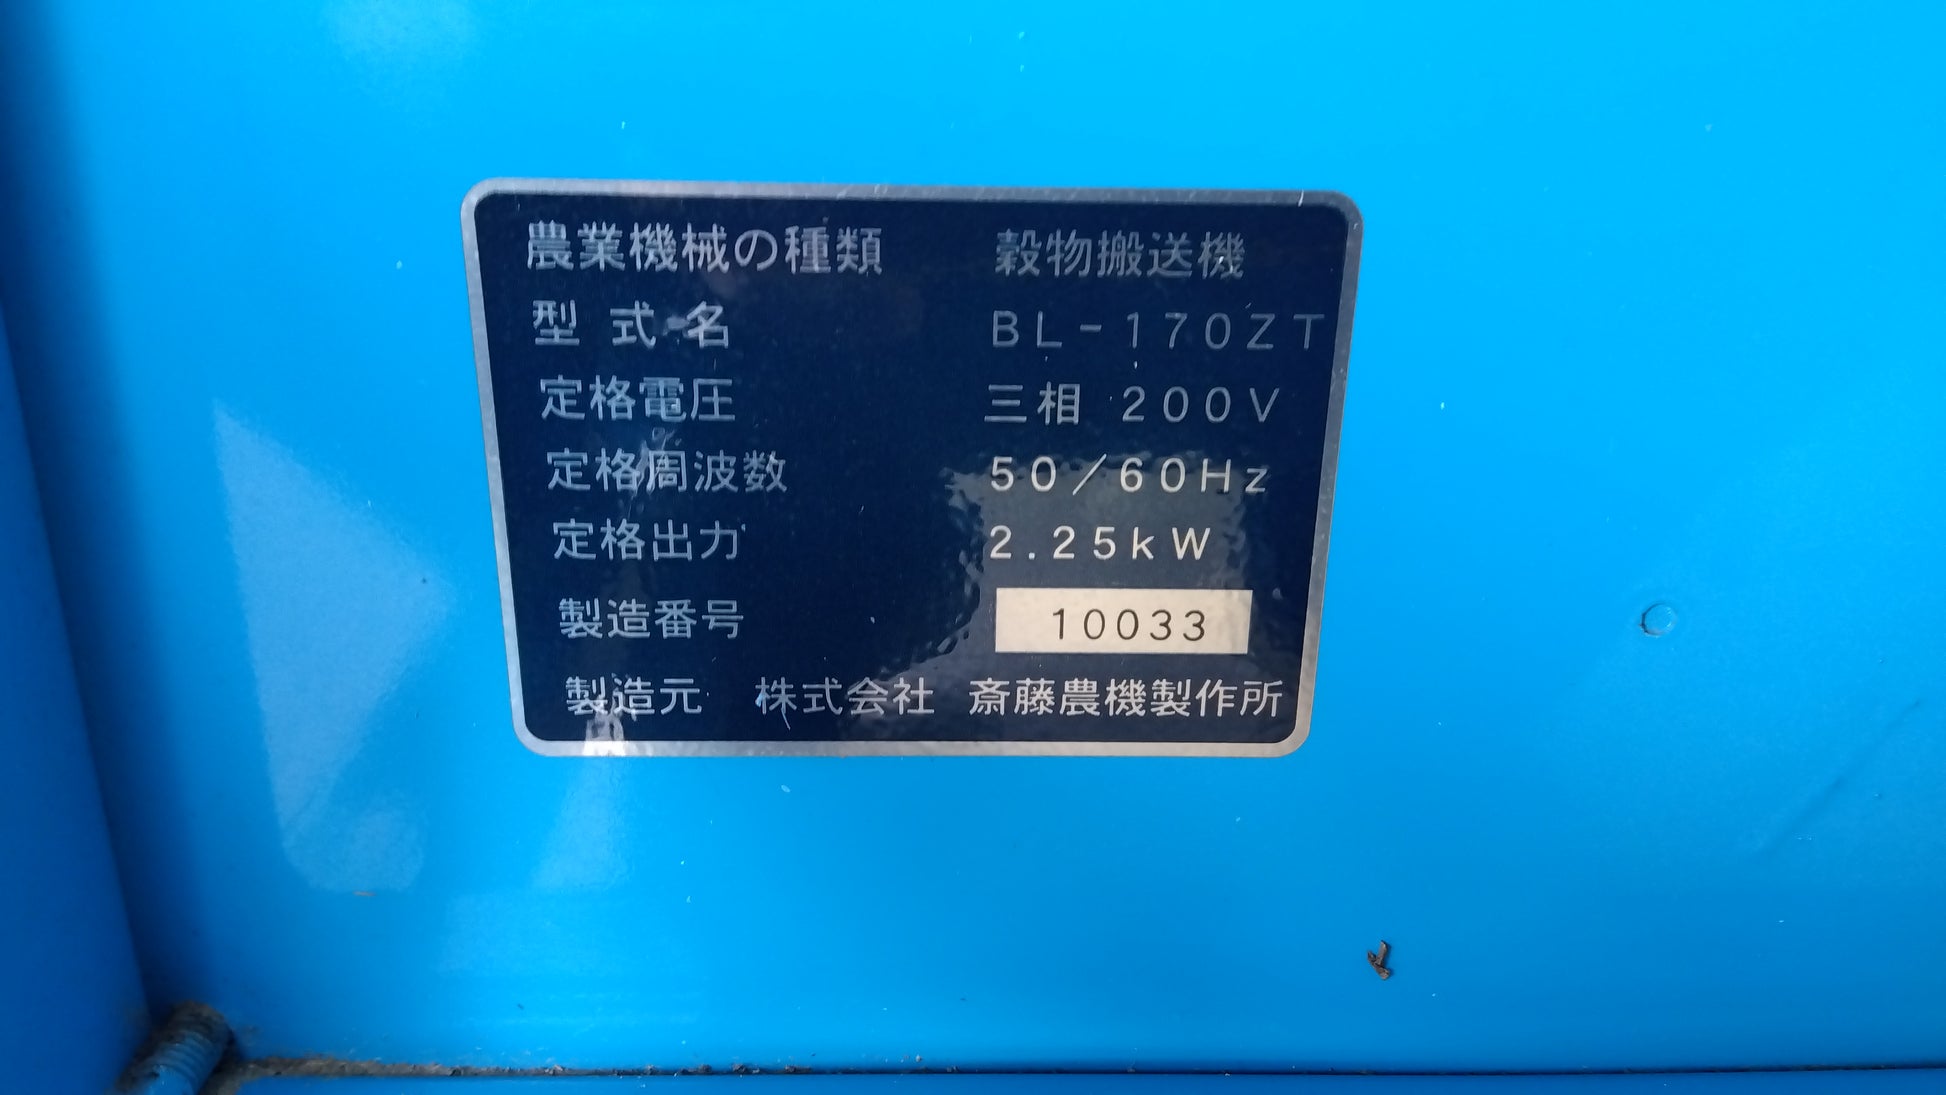 農業機械の種類 穀物搬送機
型式名 BL-170ZT
定格電圧 三相 200V
定格周波数 50/60Hz
定格出力 2.25kW
製造番号 10033
製造元 株式会社 斎藤農機製作所